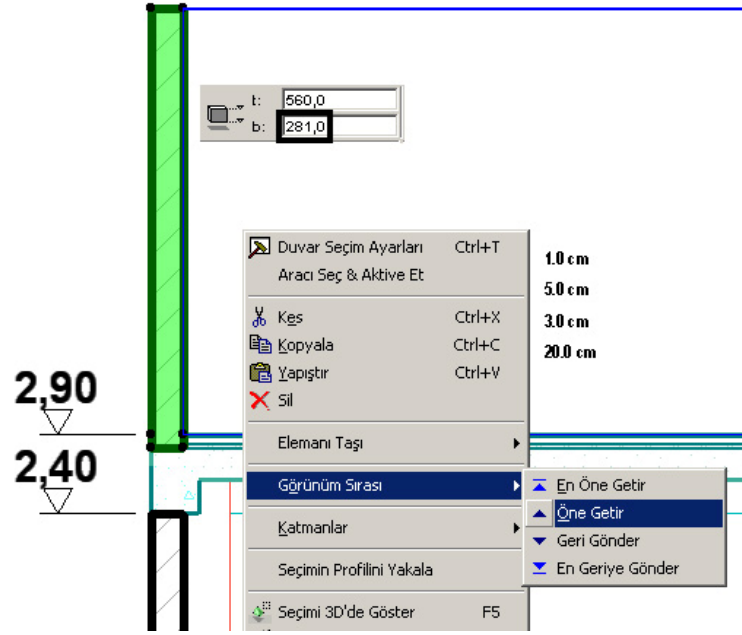 t: 560,0
b: 281,0
Duvar Seçim Ayarları Ctrl+T
Aracı Seç & Aktive Et
1.0 cm
5.0 cm
3.0 cm
20.0 cm
Kes Ctrl+X
Kopyala Ctrl+C
Yapıştır Ctrl+V
Sil
2,90
Elemanı Taşı
2,40
Görünüm Sırası
En Öne Getir
Öne Getir
Geri Gönder
En Geriye Gönder
Katmanlar
Seçimin Profilini Yakala
Seçimi 3D'de Göster F5